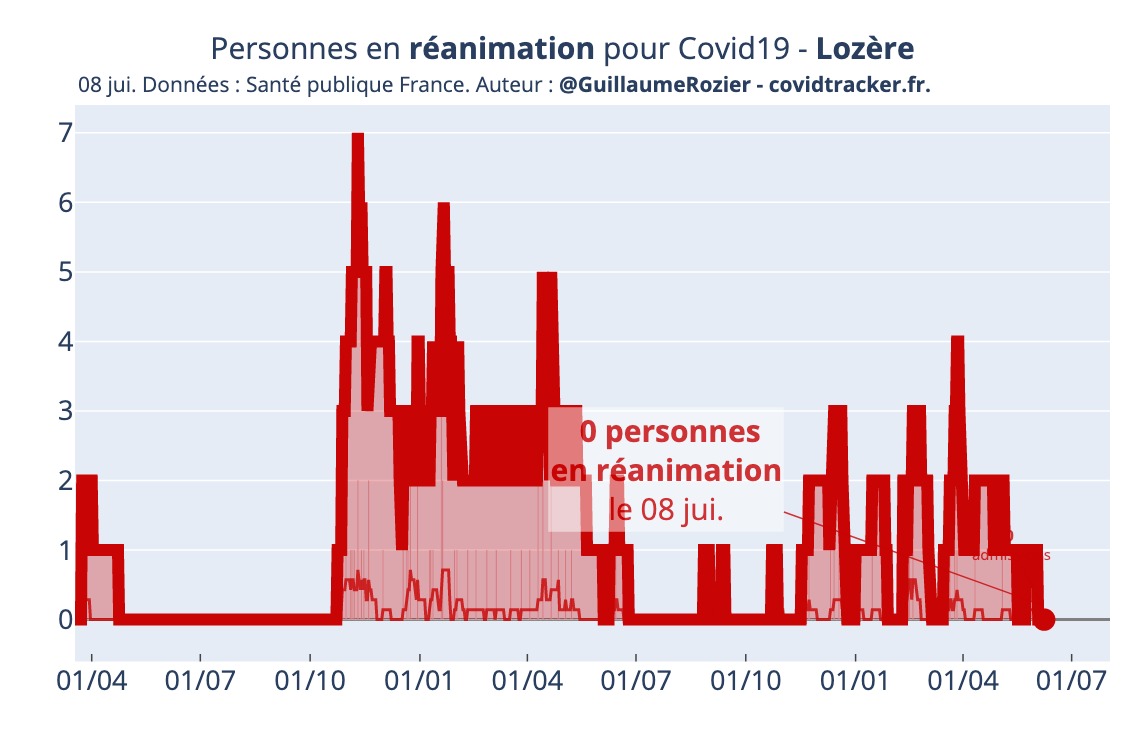 Personnes en réanimation pour Covid19 - Lozère
08 jui. Données : Santé publique France. Auteur : @GuillaumeRozier - covidtracker.fr.
7
6
5
4
3
2
1
0
0 personnes
en réanimation
le 08 jui.
01/04 01/07 01/10 01/01 01/04 01/07 01/10 01/01 01/04 01/07